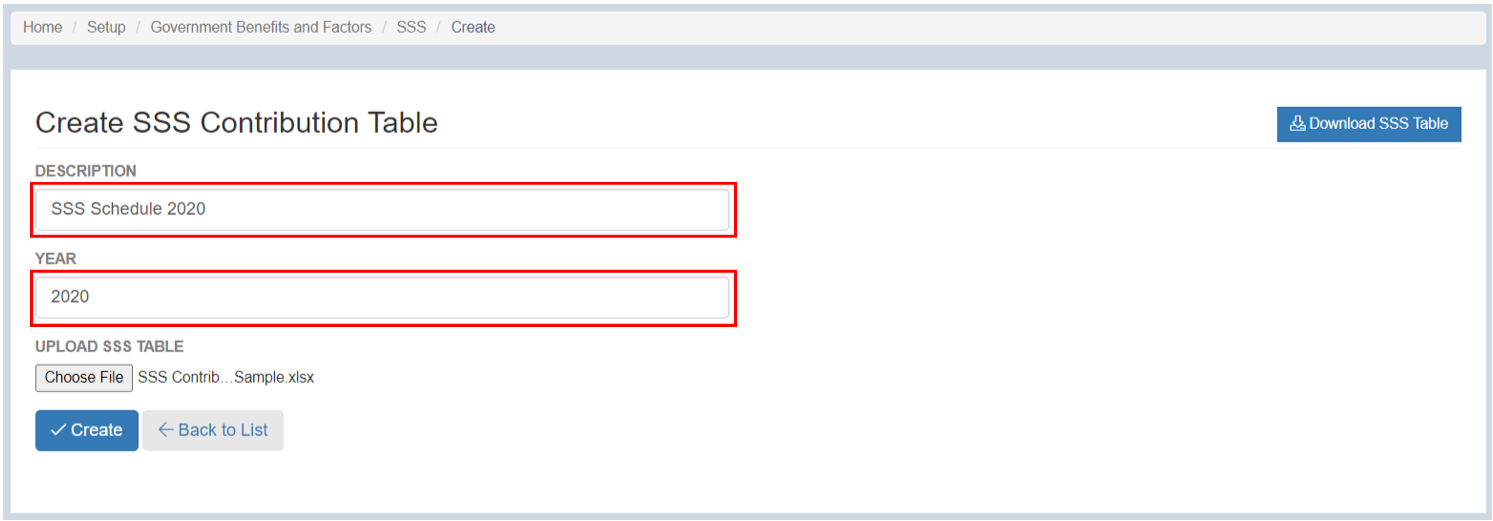 Home / Setup / Government Benefits and Factors / SSS / Create
Create SSS Contribution Table
Download SSS Table
DESCRIPTION
SSS Schedule 2020
YEAR
2020
UPLOAD SSS TABLE
Choose File SSS Contrib...Sample.xlsx
Create
Back to List